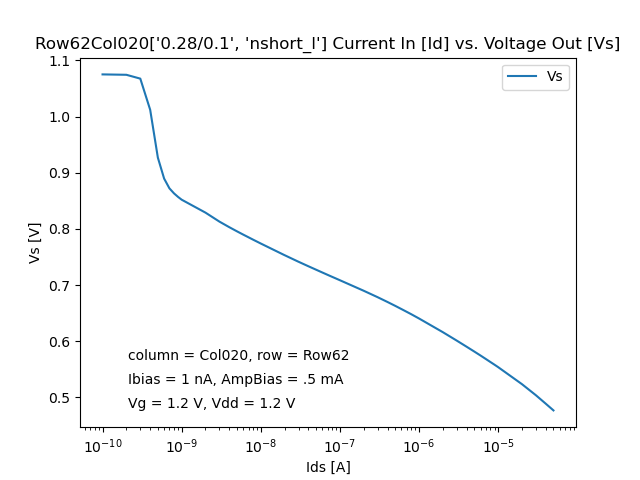 Row62Col020['0.28/0.1', 'nshort_l'] Current In [Id] vs. Voltage Out [Vs]
Vs
1.1
1.0
0.9
0.8
0.7
0.6
0.5
Vs [V]
column = Col020, row = Row62
Ibias = 1 nA, AmpBias = .5 mA
Vg = 1.2 V, Vdd = 1.2 V
10⁻¹⁰ 10⁻⁹ 10⁻⁸ 10⁻⁷ 10⁻⁶ 10⁻⁵
Ids [A]